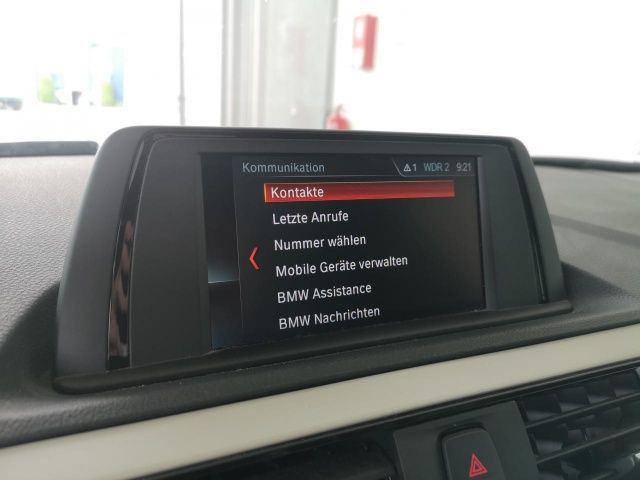 Kommunikation ⚠1 WDR 2 9:21
Kontakte
Letzte Anrufe
Nummer wählen
Mobile Geräte verwalten
BMW Assistance
BMW Nachrichten